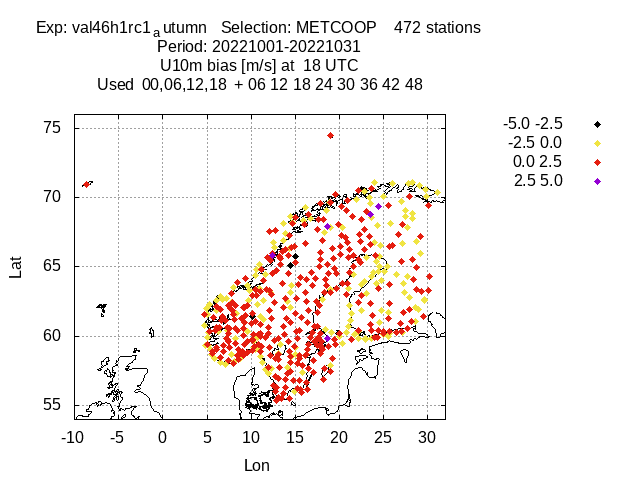 Exp: val46h1rc1a utumn Selection: METCOOP 472 stations
Period: 20221001-20221031
U10m bias [m/s] at 18 UTC
Used 00,06,12,18 + 06 12 18 24 30 36 42 48
-5.0 -2.5
-2.5 0.0
0.0 2.5
2.5 5.0
75
70
65
60
55
Lat
-10 -5 0 5 10 15 20 25 30
Lon